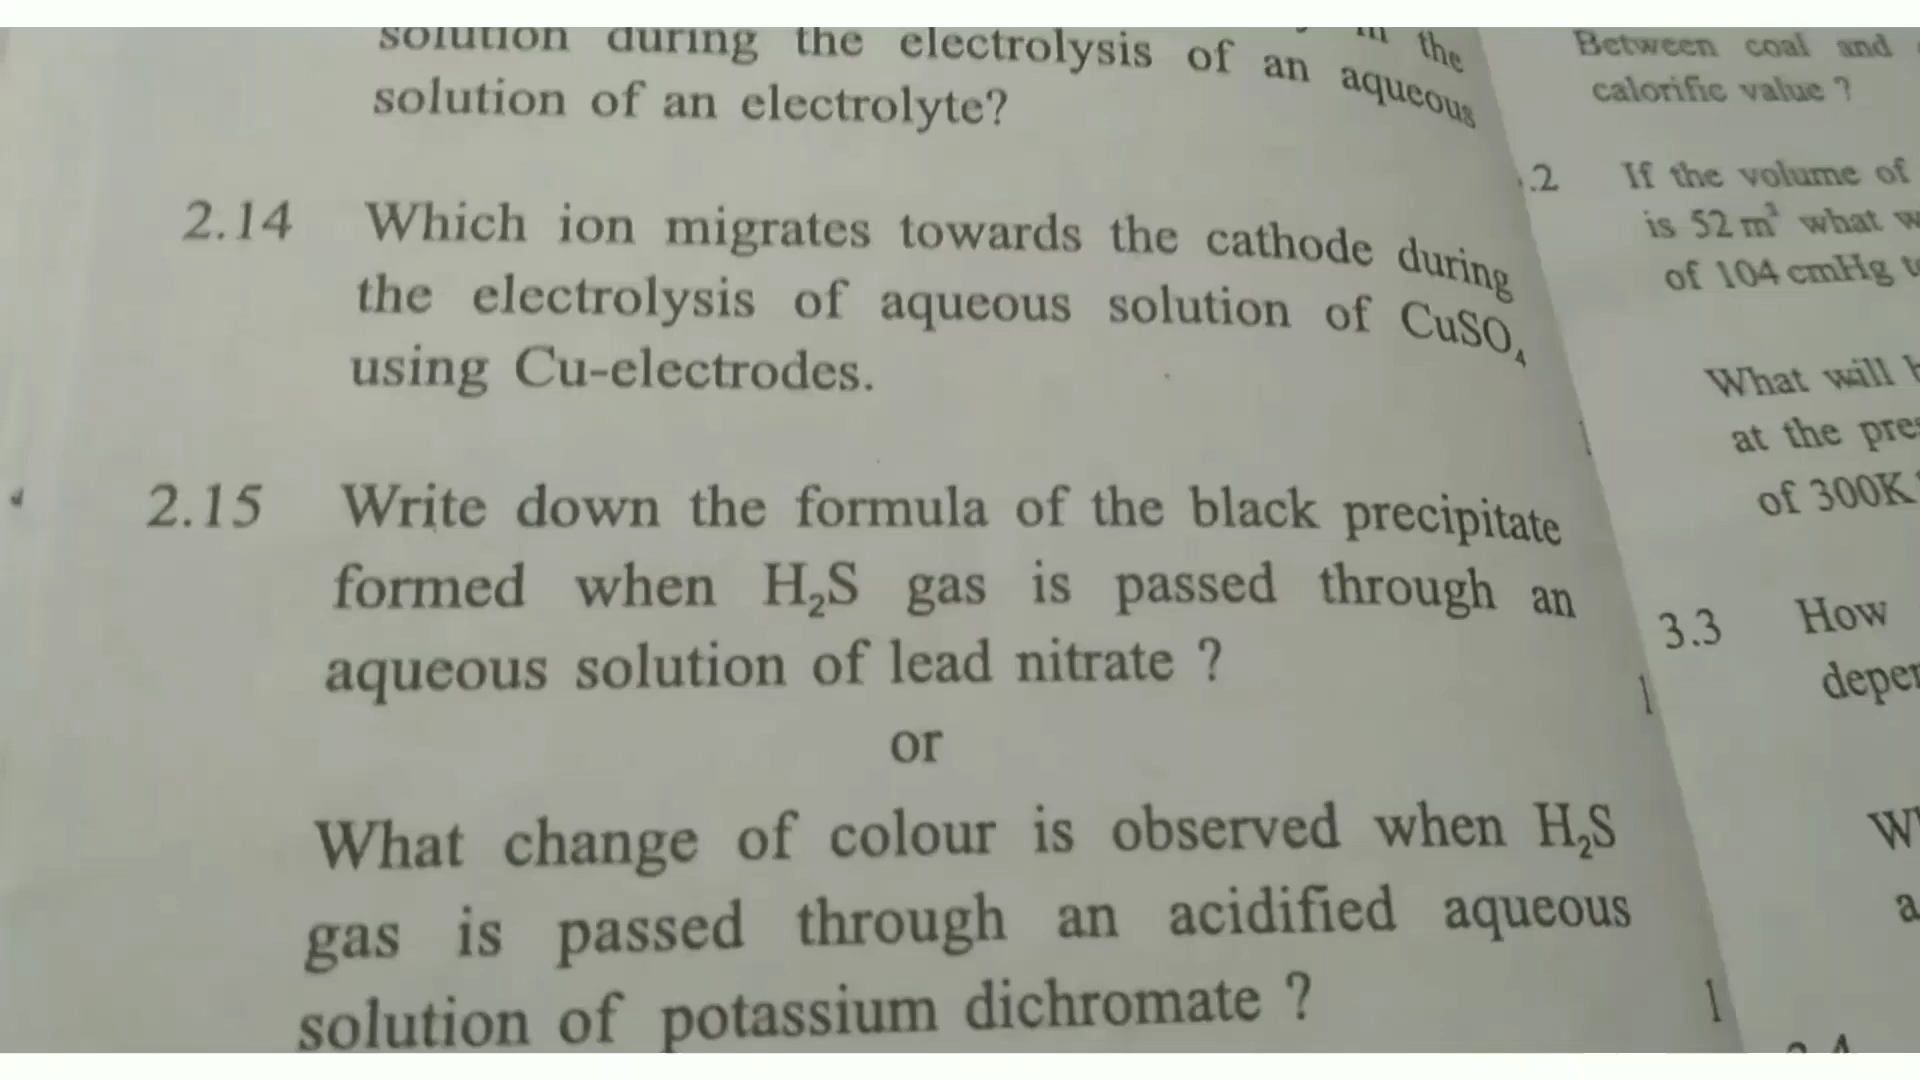 solution during the electrolysis of an aqueous
solution of an electrolyte?
2.14 Which ion migrates towards the cathode during
the electrolysis of aqueous solution of CuSO₄
using Cu-electrodes.
2.15 Write down the formula of the black precipitate
formed when H₂S gas is passed through an
aqueous solution of lead nitrate ?
1
or
What change of colour is observed when H₂S
gas is passed through an acidified aqueous
solution of potassium dichromate ?
1
in the
Between coal and
calorific value ?
.2 If the volume of
is 52 m³ what
of 104 cmHg
What will
at the
of 300K
3.3 How